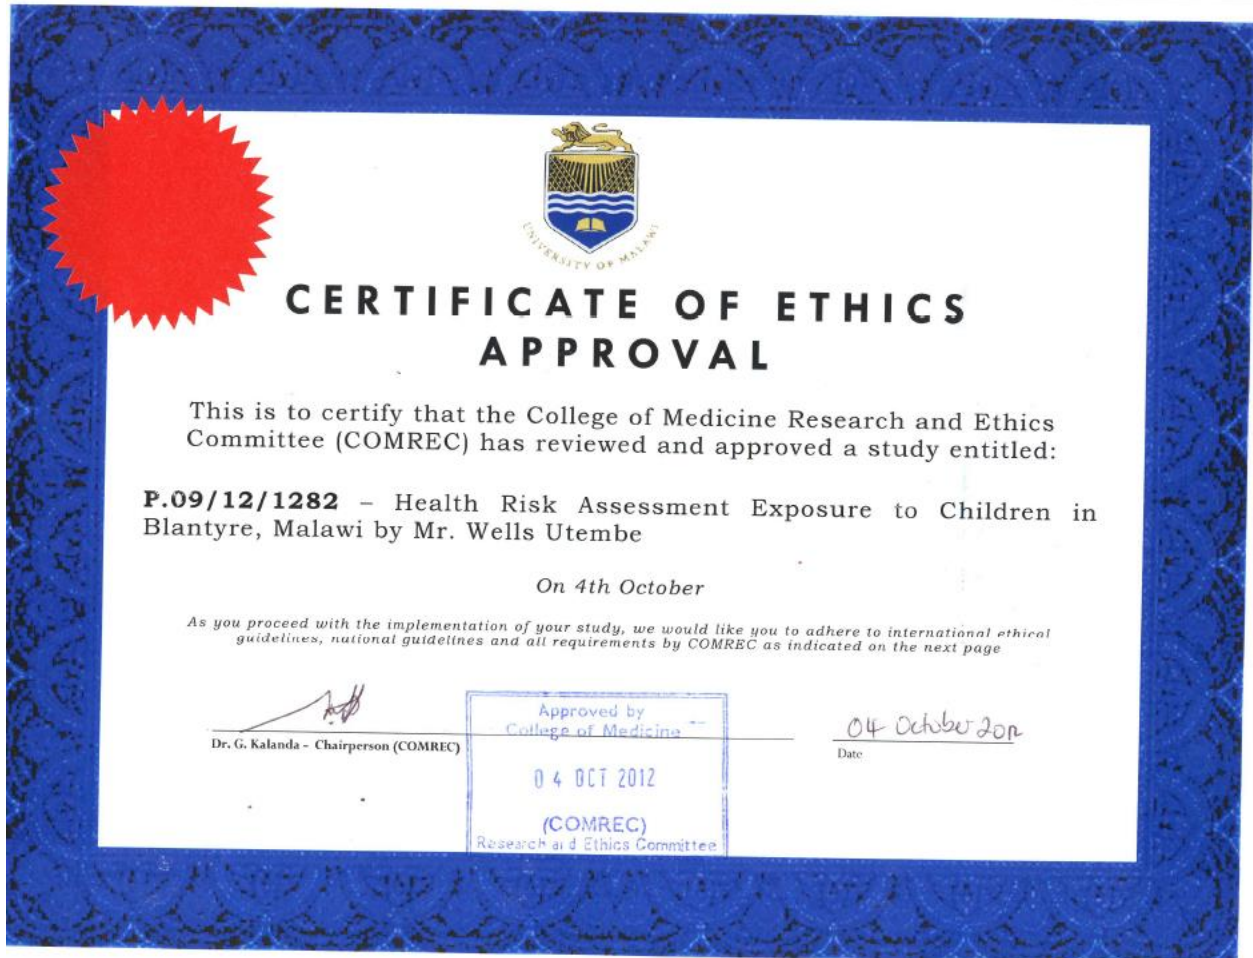 UNIVERSITY OF MALAWI
CERTIFICATE OF ETHICS
APPROVAL
This is to certify that the College of Medicine Research and Ethics
Committee (COMREC) has reviewed and approved a study entitled:
P.09/12/1282 – Health Risk Assessment Exposure to Children in
Blantyre, Malawi by Mr. Wells Utembe
On 4th October
As you proceed with the implementation of your study, we would like you to adhere to international ethical
guidelines, national guidelines and all requirements by COMREC as indicated on the next page
Dr. G. Kalanda – Chairperson (COMREC)
Approved by
College of Medicine
04 OCT 2012
(COMREC)
Research and Ethics Committee
04 October 2012
Date